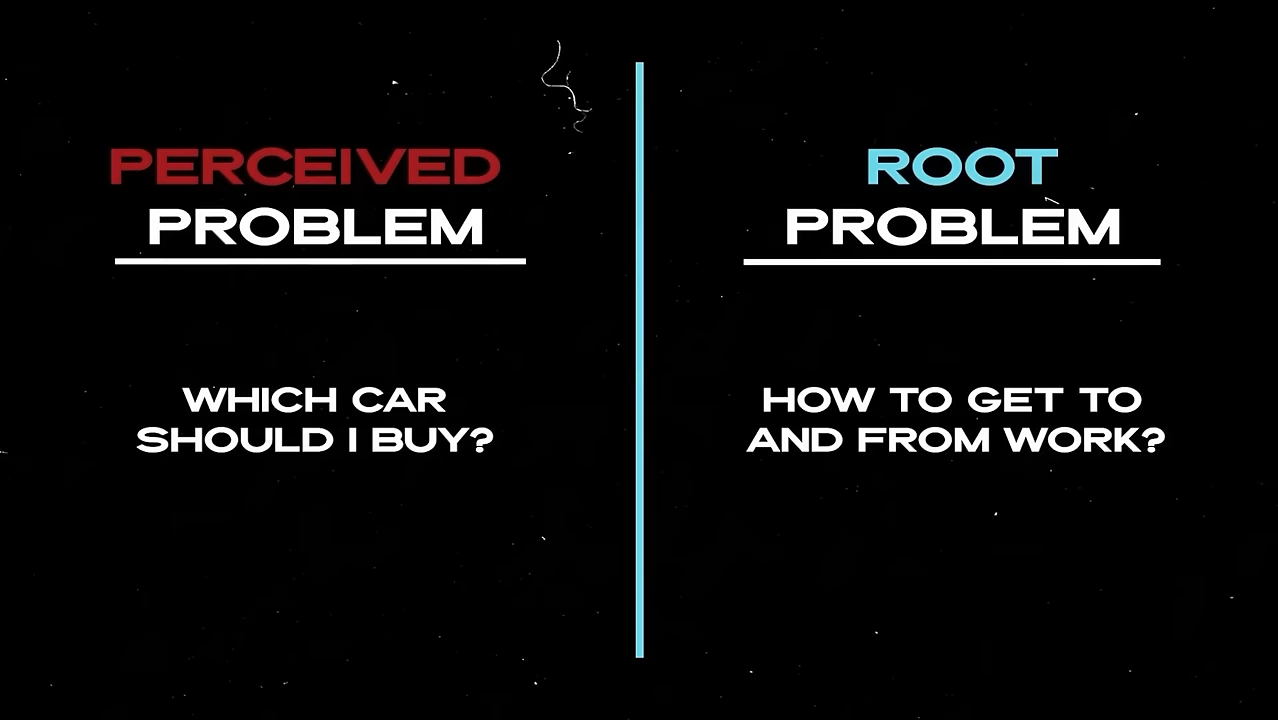 PERCEIVED
PROBLEM
WHICH CAR
SHOULD I BUY?
ROOT
PROBLEM
HOW TO GET TO
AND FROM WORK?